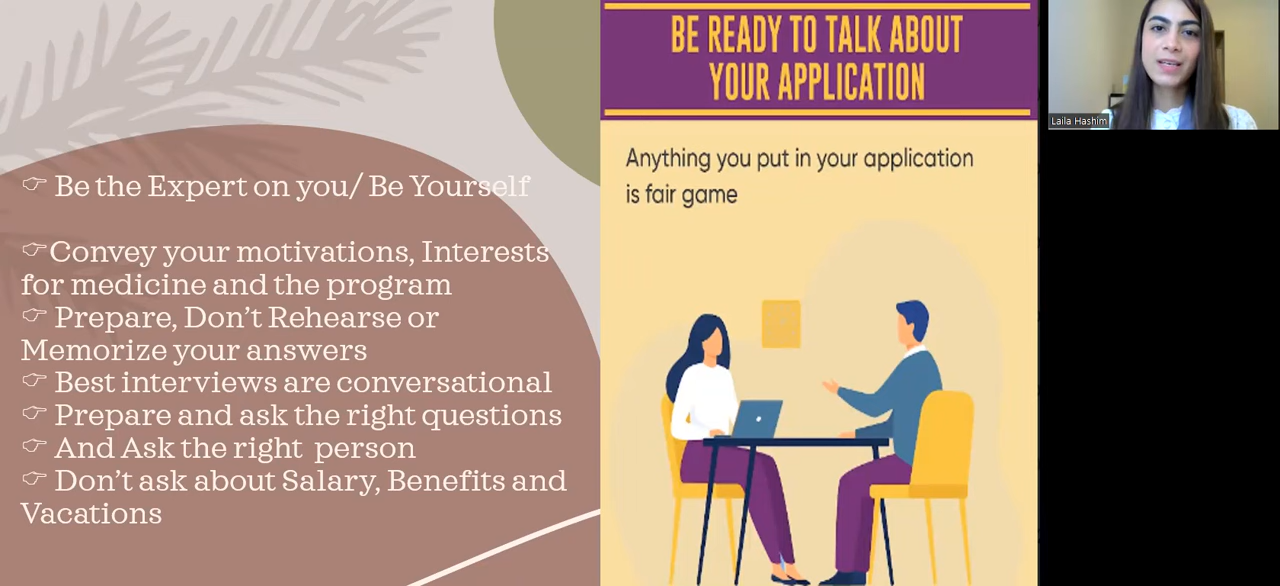 ☞ Be the Expert on you/ Be Yourself
☞Convey your motivations, Interests
for medicine and the program
☞ Prepare, Don’t Rehearse or
Memorize your answers
☞ Best interviews are conversational
☞ Prepare and ask the right questions
☞ And Ask the right  person
☞ Don’t ask about Salary, Benefits and
Vacations
BE READY TO TALK ABOUT
YOUR APPLICATION
Anything you put in your application
is fair game
Laila Hashim